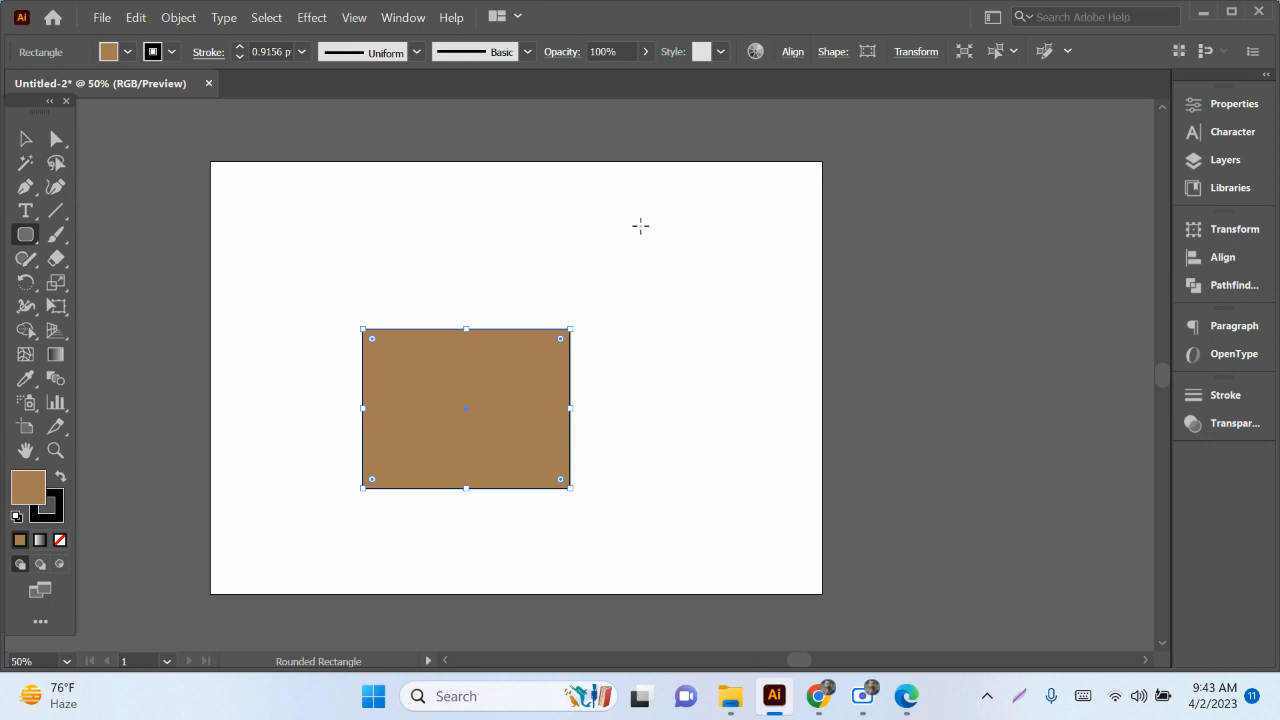 Ai File Edit Object Type Select Effect View Window Help Search Adobe Help
Rectangle Stroke: 0.9156 p Uniform Basic Opacity: 100% Style: Align Shape: Transform
Untitled-2* @ 50% (RGB/Preview)
Properties
Character
Layers
Libraries
Transform
Align
Pathfind...
Paragraph
OpenType
Stroke
Transpar...
50% 1 Rounded Rectangle
76°F
Haze
Search
Ai
9:43 AM
4/2/2023
11